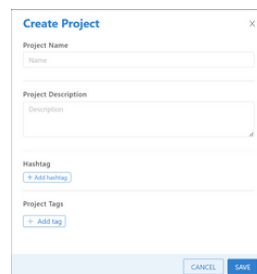 Create Project
×
Project Name
Name
Project Description
Description
Hashtag
+ Add hashtag
Project Tags
+ Add tag
CANCEL SAVE